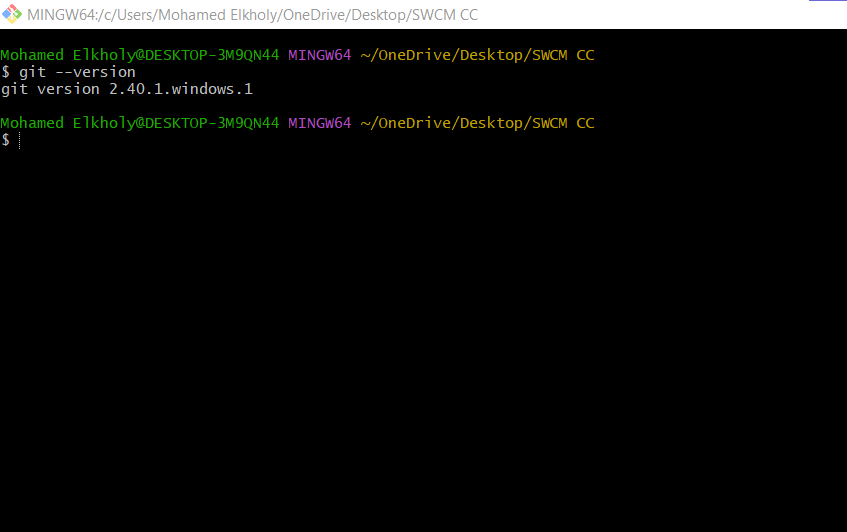 MINGW64:/c/Users/Mohamed Elkholy/OneDrive/Desktop/SWCM CC
Mohamed Elkholy@DESKTOP-3M9QN44 MINGW64 ~/OneDrive/Desktop/SWCM CC
$ git --version
git version 2.40.1.windows.1
Mohamed Elkholy@DESKTOP-3M9QN44 MINGW64 ~/OneDrive/Desktop/SWCM CC
$